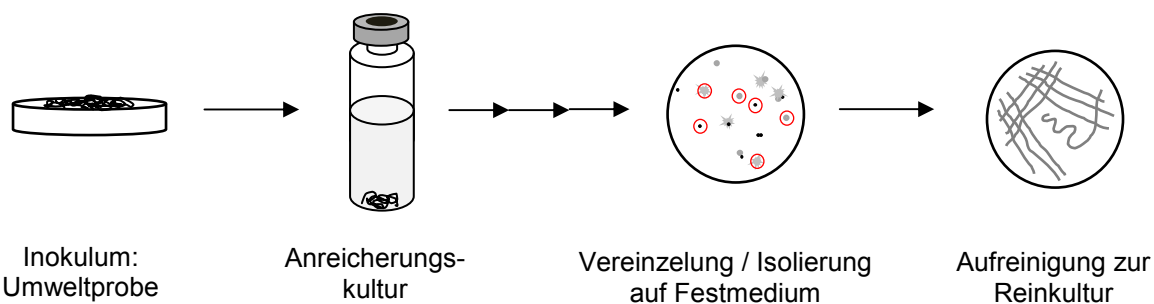 Inokulum:
Umweltprobe
Anreicherungs-
kultur
Vereinzelung / Isolierung
auf Festmedium
Aufreinigung zur
Reinkultur